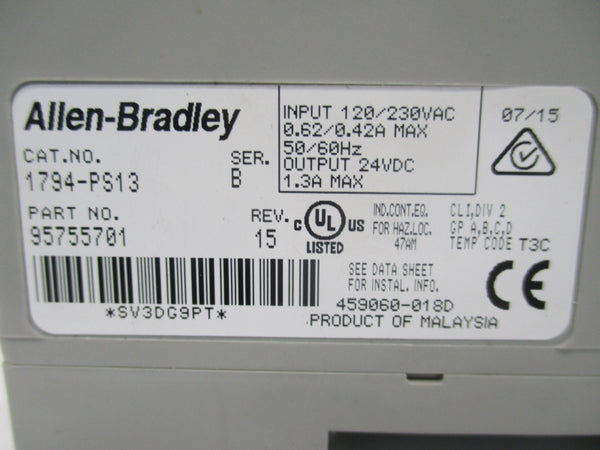 Allen-Bradley
CAT.NO. SER.
1794-PS13 B
PART NO. REV.
95755701 15
INPUT 120/230VAC
0.62/0.42A MAX
50/60Hz
OUTPUT 24VDC
1.3A MAX
07/15
C UL US
LISTED
IND.CONT.EQ.
FOR HAZ.LOC.
47AM
CL I,DIV 2
GP A,B,C,D
TEMP CODE T3C
SEE DATA SHEET
FOR INSTAL. INFO.
459060-018D
CE
*SV3DG9PT*
PRODUCT OF MALAYSIA